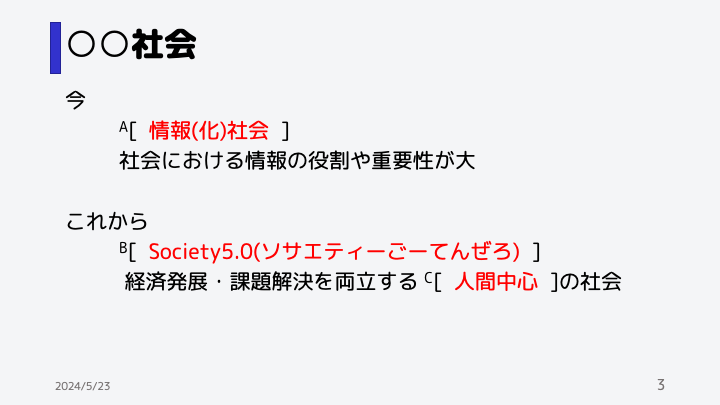 〇〇社会
今
A[ 情報(化)社会 ]
社会における情報の役割や重要性が大
これから
B[ Society5.0(ソサエティーごーてんぜろ) ]
経済発展・課題解決を両立する C[ 人間中心 ]の社会
2024/5/23
3